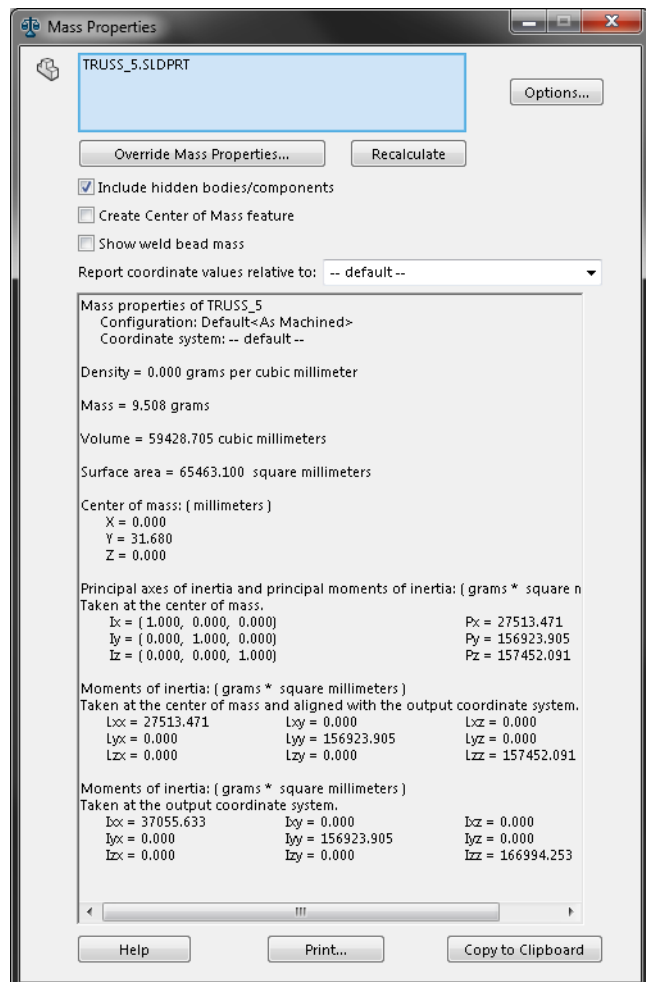 Mass Properties
TRUSS_5.SLDPRT
Options...
Override Mass Properties... Recalculate
Include hidden bodies/components
Create Center of Mass feature
Show weld bead mass
Report coordinate values relative to: -- default --
Mass properties of TRUSS_5
Configuration: Default<As Machined>
Coordinate system: -- default --
Density = 0.000 grams per cubic millimeter
Mass = 9.508 grams
Volume = 59428.705 cubic millimeters
Surface area = 65463.100 square millimeters
Center of mass: ( millimeters )
X = 0.000
Y = 31.680
Z = 0.000
Principal axes of inertia and principal moments of inertia: ( grams * square n
Taken at the center of mass.
Ix = ( 1.000, 0.000, 0.000) Px = 27513.471
Iy = ( 0.000, 1.000, 0.000) Py = 156923.905
Iz = ( 0.000, 0.000, 1.000) Pz = 157452.091
Moments of inertia: ( grams * square millimeters )
Taken at the center of mass and aligned with the output coordinate system.
Lxx = 27513.471 Lxy = 0.000 Lxz = 0.000
Lyx = 0.000 Lyy = 156923.905 Lyz = 0.000
Lzx = 0.000 Lzy = 0.000 Lzz = 157452.091
Moments of inertia: ( grams * square millimeters )
Taken at the output coordinate system.
Ixx = 37055.633 Ixy = 0.000 Ixz = 0.000
Iyx = 0.000 Iyy = 156923.905 Iyz = 0.000
Izx = 0.000 Izy = 0.000 Izz = 166994.253
Help Print... Copy to Clipboard